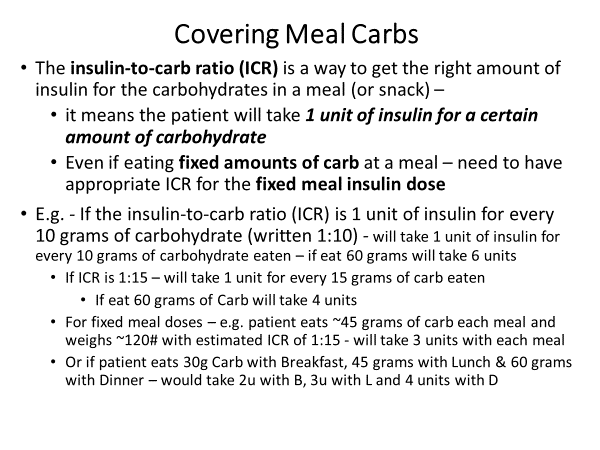 Covering Meal Carbs
• The insulin-to-carb ratio (ICR) is a way to get the right amount of
insulin for the carbohydrates in a meal (or snack) –
• it means the patient will take 1 unit of insulin for a certain
amount of carbohydrate
• Even if eating fixed amounts of carb at a meal – need to have
appropriate ICR for the fixed meal insulin dose
• E.g. - If the insulin-to-carb ratio (ICR) is 1 unit of insulin for every
10 grams of carbohydrate (written 1:10) - will take 1 unit of insulin for
every 10 grams of carbohydrate eaten – if eat 60 grams will take 6 units
• If ICR is 1:15 – will take 1 unit for every 15 grams of carb eaten
• If eat 60 grams of Carb will take 4 units
• For fixed meal doses – e.g. patient eats ~45 grams of carb each meal and
weighs ~120# with estimated ICR of 1:15 - will take 3 units with each meal
• Or if patient eats 30g Carb with Breakfast, 45 grams with Lunch & 60 grams
with Dinner – would take 2u with B, 3u with L and 4 units with D